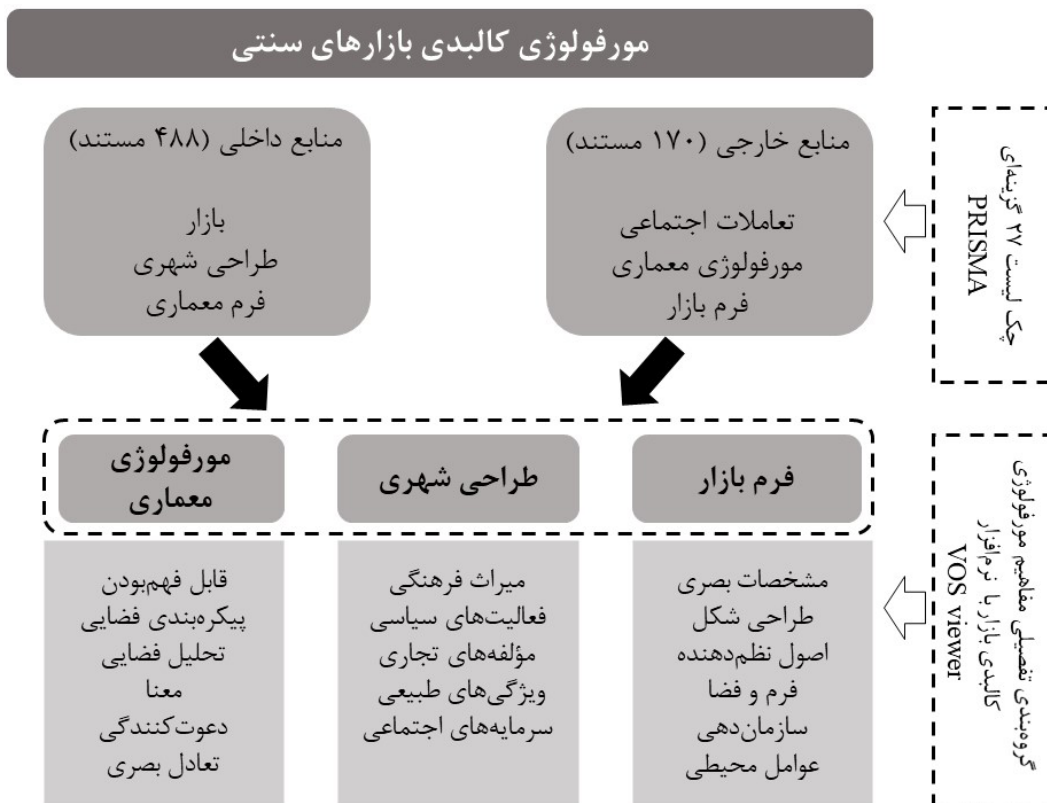 مورفولوژی کالبدی بازارهای سنتی
منابع خارجی (۱۷۰ مستند)
تعاملات اجتماعی
مورفولوژی معماری
فرم بازار
منابع داخلی (۴۸۸ مستند)
بازار
طراحی شهری
فرم معماری
چک لیست ۲۷ گزینه‌ای
PRISMA
فرم بازار
مشخصات بصری
طراحی شکل
اصول نظم‌دهنده
فرم و فضا
سازمان‌دهی
عوامل محیطی
طراحی شهری
میراث فرهنگی
فعالیت‌های سیاسی
مؤلفه‌های تجاری
ویژگی‌های طبیعی
سرمایه‌های اجتماعی
مورفولوژی
معماری
قابل فهم‌بودن
پیکره‌بندی فضایی
تحلیل فضایی
معنا
دعوت‌کنندگی
تعادل بصری
گروه‌بندی تفصیلی مفاهیم مورفولوژی
کالبدی بازار با نرم‌افزار
VOS viewer